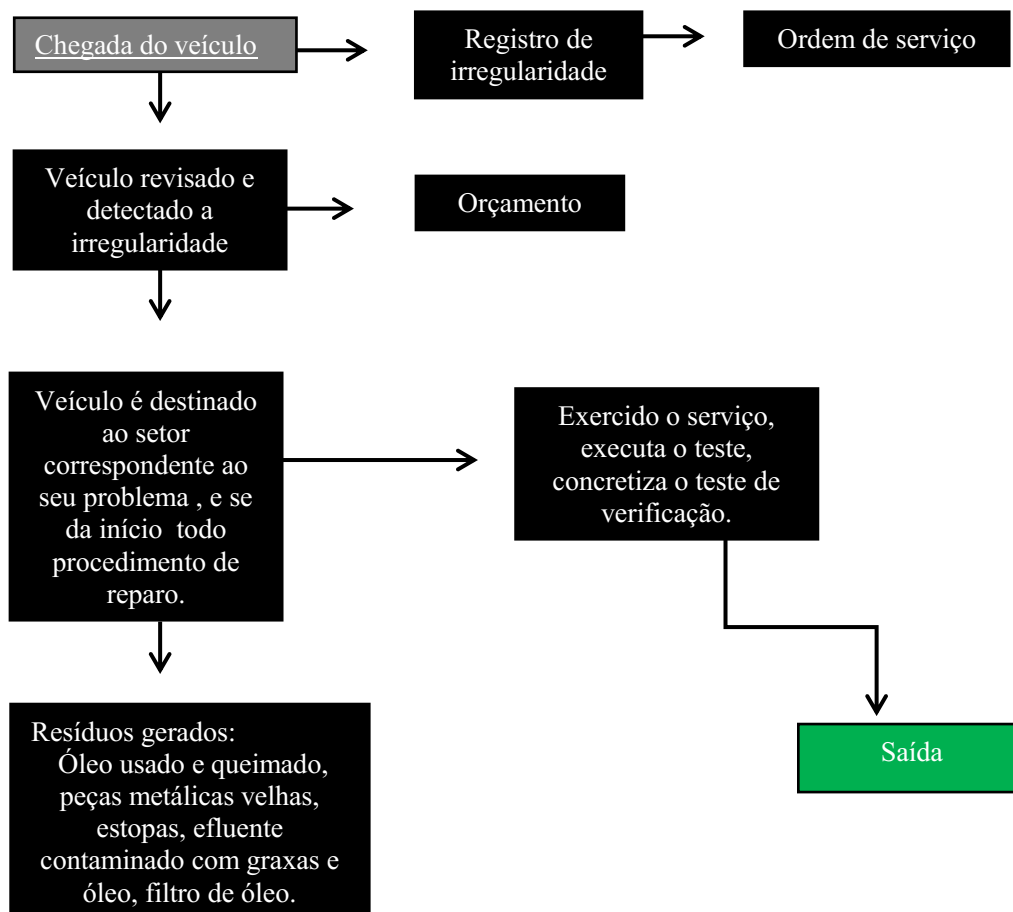 Chegada do veículo
Registro de
irregularidade
Ordem de serviço
Veículo revisado e
detectado a
irregularidade
Orçamento
Veículo é destinado
ao setor
correspondente ao
seu problema , e se
da início todo
procedimento de
reparo.
Exercido o serviço,
executa o teste,
concretiza o teste de
verificação.
Resíduos gerados:
Óleo usado e queimado,
peças metálicas velhas,
estopas, efluente
contaminado com graxas e
óleo, filtro de óleo.
Saída